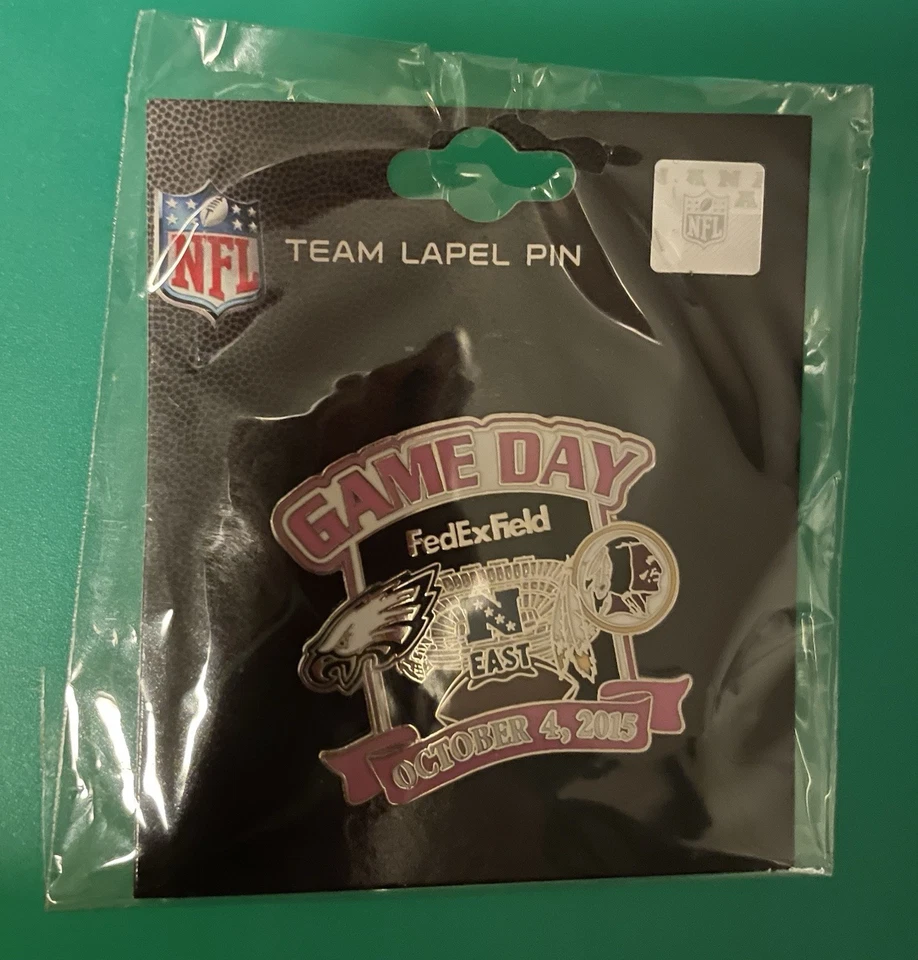 NFL
TEAM LAPEL PIN
NFL
GAME DAY
FedExField
N
EAST
OCTOBER 4, 2015